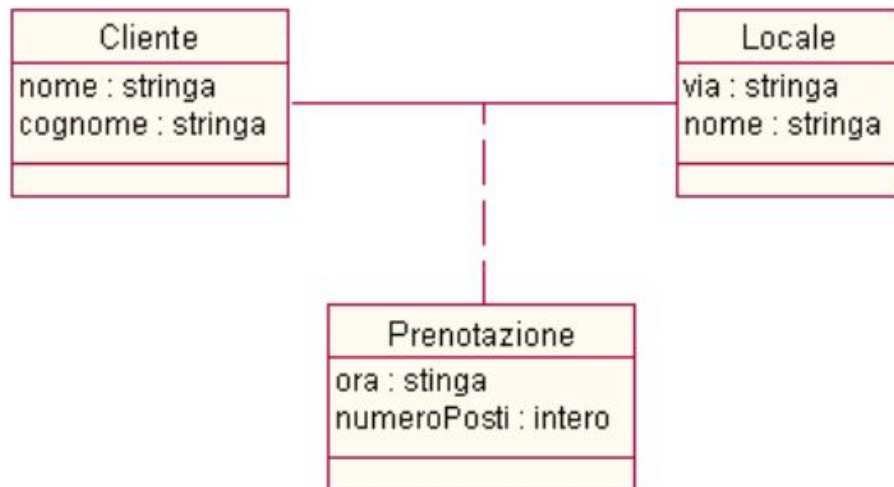 Cliente
nome : stringa
cognome : stringa
Locale
via : stringa
nome : stringa
Prenotazione
ora : stinga
numeroPosti : intero